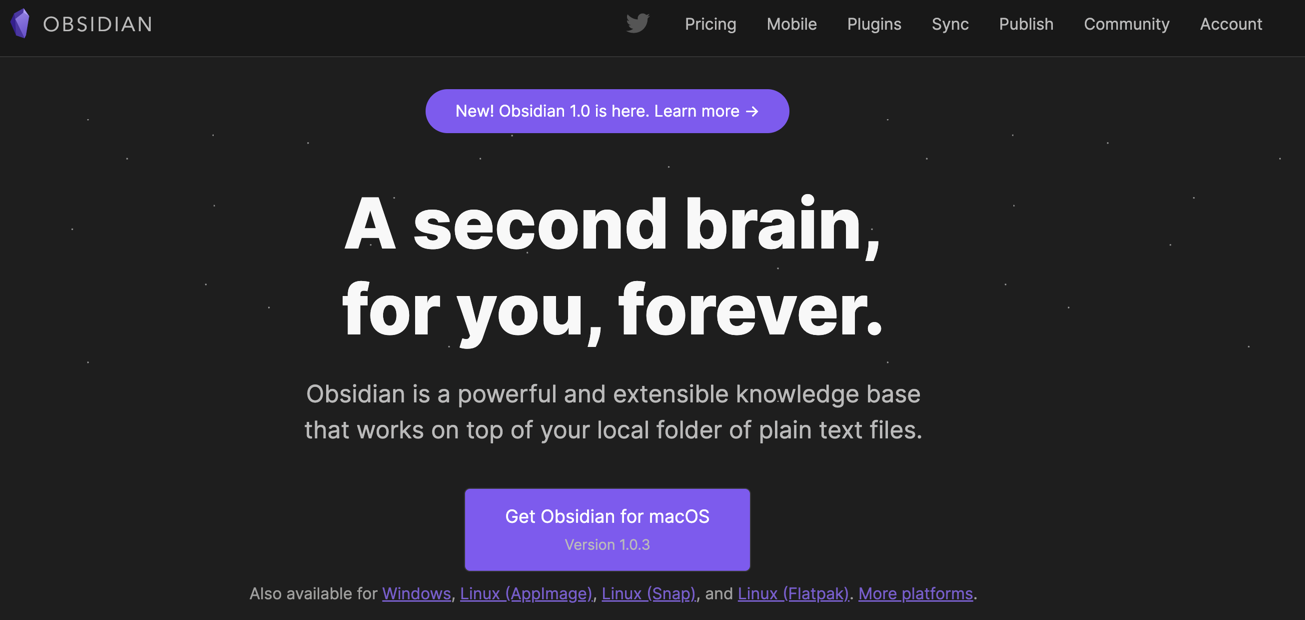 OBSIDIAN
Pricing Mobile Plugins Sync Publish Community Account
New! Obsidian 1.0 is here. Learn more →
A second brain,
for you, forever.
Obsidian is a powerful and extensible knowledge base
that works on top of your local folder of plain text files.
Get Obsidian for macOS
Version 1.0.3
Also available for Windows, Linux (AppImage), Linux (Snap), and Linux (Flatpak). More platforms.